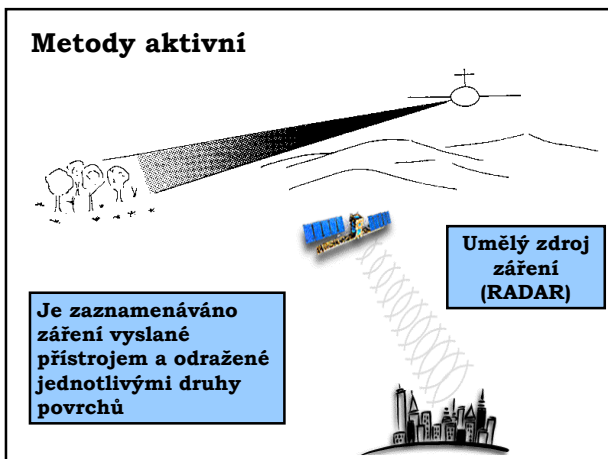 Metody aktivní
Umělý zdroj
záření
(RADAR)
Je zaznamenáváno
záření vyslané
přístrojem a odražené
jednotlivými druhy
povrchů